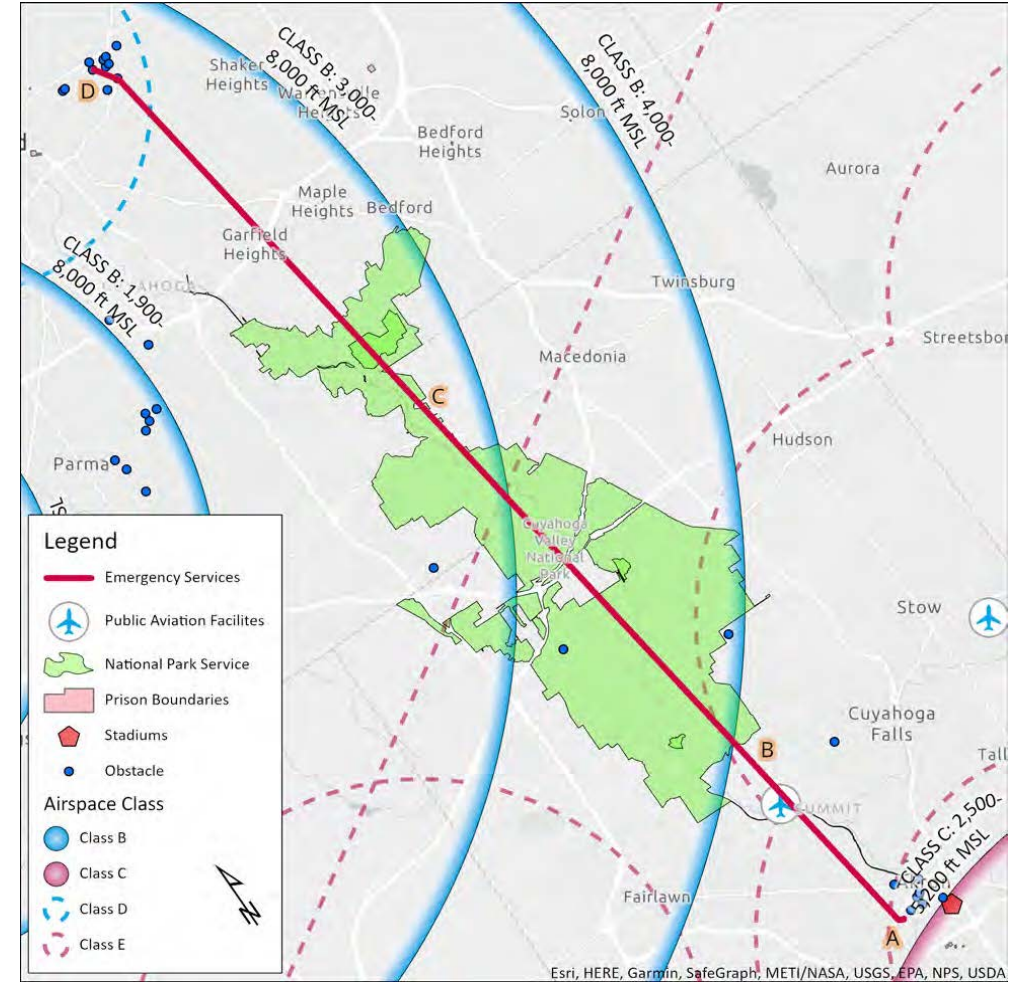 CLASS B: 3,000-
8,000 ft MSL
CLASS B: 4,000-
8,000 ft MSL
Shaker
Heights
D
Bedford
Heights
Solon
Aurora
Maple
Heights
Bedford
Garfield
Heights
CLASS B: 1,900-
8,000 ft MSL
Twinsburg
Macedonia
C
Hudson
Parma
Cuyahoga
Valley
National
Park
Stow
Cuyahoga
Falls
B
SUMMIT
CLASS C: 2,500-
5,200 ft MSL
Fairlawn
A
Legend
Emergency Services
Public Aviation Facilites
National Park Service
Prison Boundaries
Stadiums
Obstacle
Airspace Class
Class B
Class C
Class D
Class E
N
Esri, HERE, Garmin, SafeGraph, METI/NASA, USGS, EPA, NPS, USDA